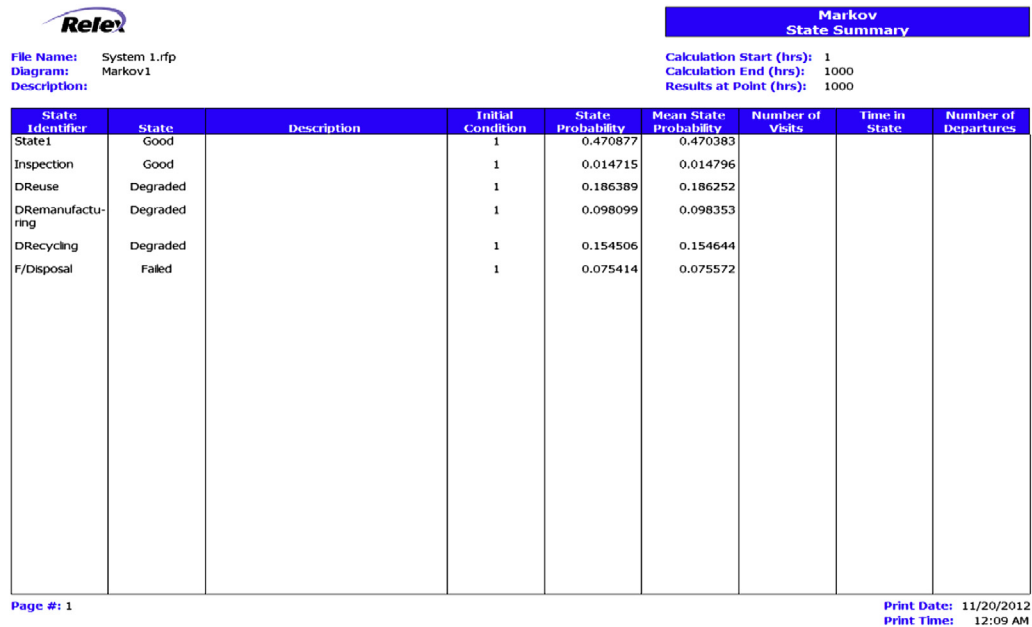 Relex
Markov
State Summary
File Name: System 1.rfp
Diagram: Markov1
Description:
Calculation Start (hrs): 1
Calculation End (hrs): 1000
Results at Point (hrs): 1000
State Identifier State Description Initial Condition State Probability Mean State Probability Number of Visits Time in State Number of Departures
State1 Good 1 0.470877 0.470383
Inspection Good 1 0.014715 0.014796
DReuse Degraded 1 0.186389 0.186252
DRemanufactu- Degraded 1 0.098099 0.098353
ring
DRecycling Degraded 1 0.154506 0.154644
F/Disposal Failed 1 0.075414 0.075572
Page #: 1
Print Date: 11/20/2012
Print Time: 12:09 AM